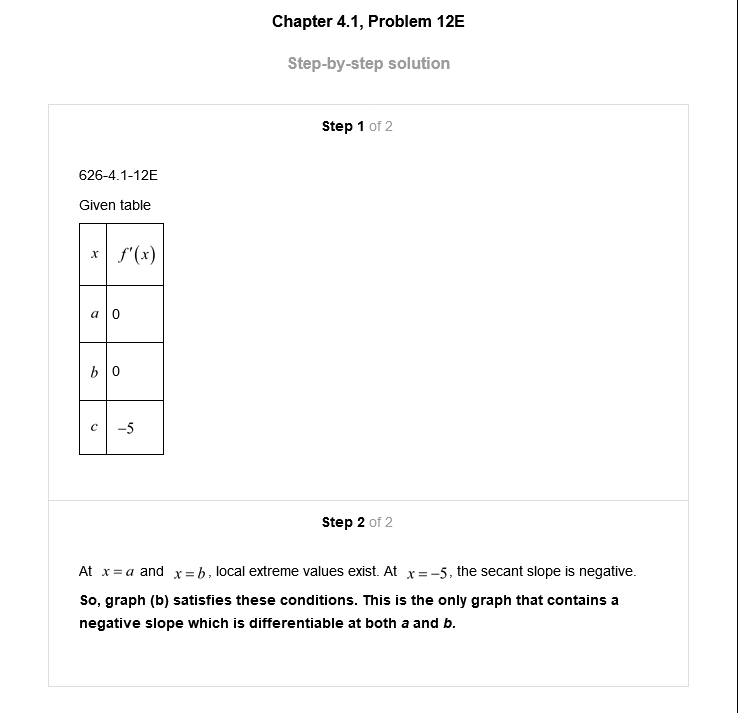 Chapter 4.1, Problem 12E
Step-by-step solution
Step 1 of 2
626-4.1-12E
Given table
x f′(x)
a 0
b 0
c −5
Step 2 of 2
At x = a and x = b, local extreme values exist. At x = −5, the secant slope is negative.
So, graph (b) satisfies these conditions. This is the only graph that contains a
negative slope which is differentiable at both a and b.